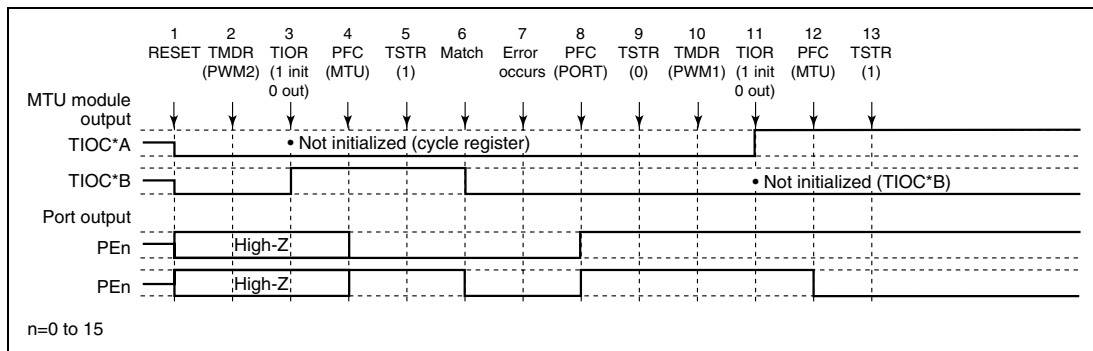 1 2 3 4 5 6 7 8 9 10 11 12 13
RESET TMDR TIOR PFC TSTR Match Error PFC TSTR TMDR TIOR PFC TSTR
(PWM2) (1 init (MTU) (1) occurs (PORT) (0) (PWM1) (1 init (MTU) (1)
0 out) 0 out)
MTU module
output
TIOC*A
• Not initialized (cycle register)
TIOC*B
• Not initialized (TIOC*B)
Port output
PEn
High-Z
PEn
High-Z
n=0 to 15